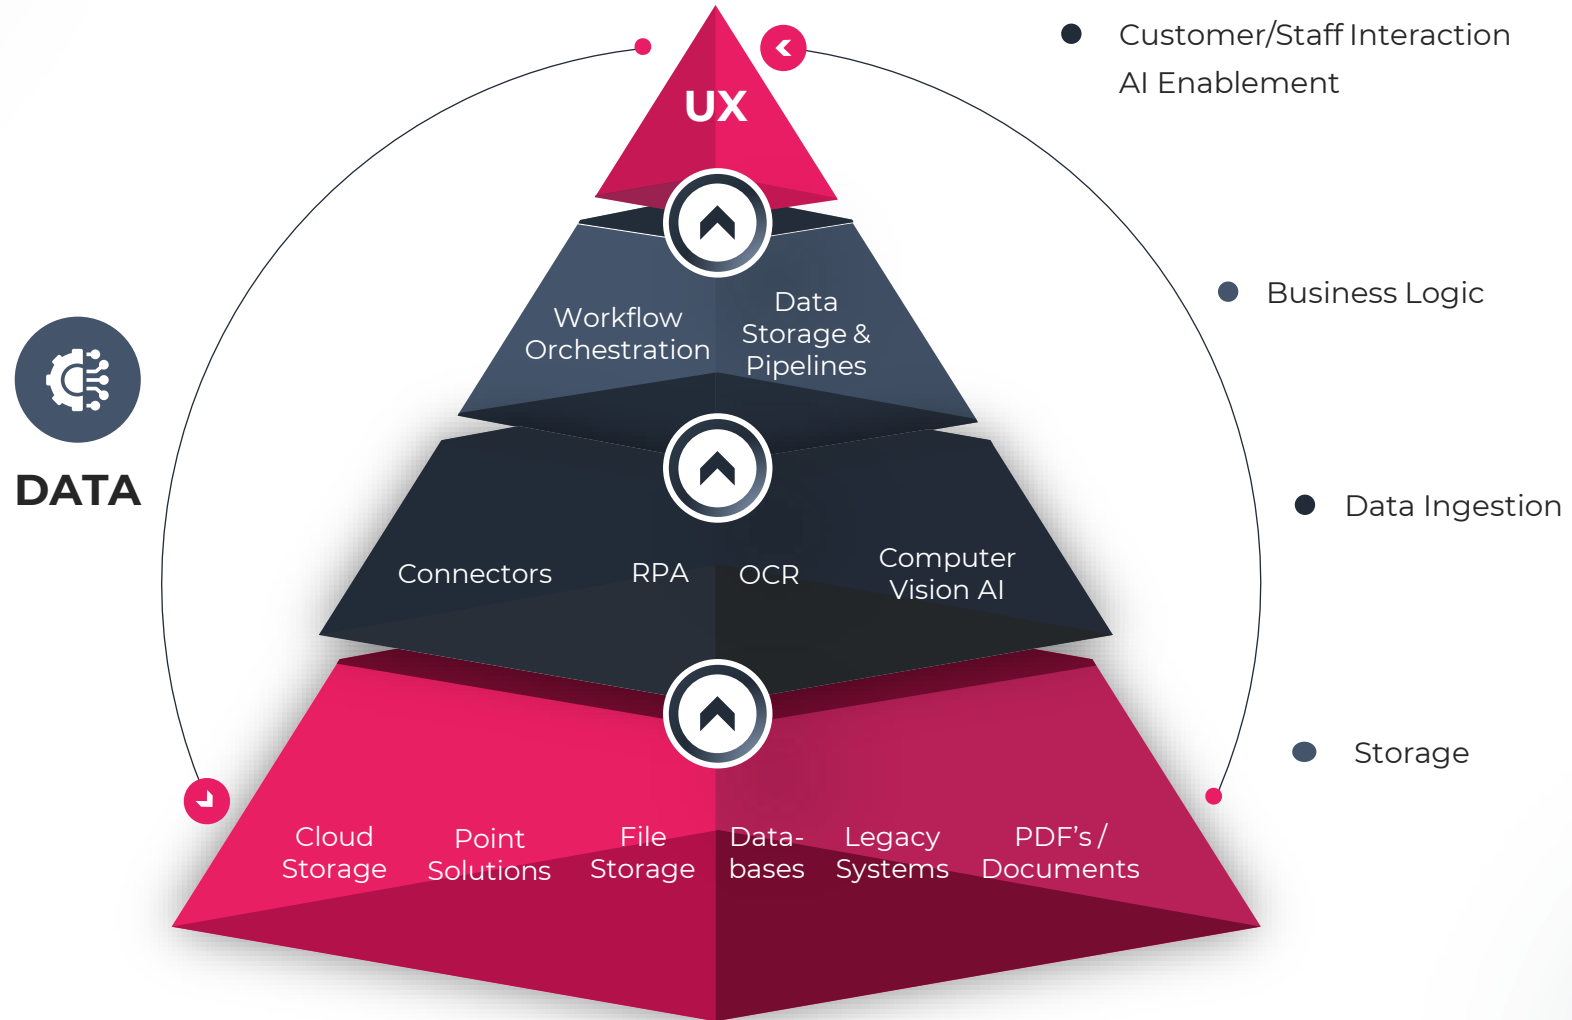 Customer/Staff Interaction
AI Enablement
UX
Business Logic
Workflow
Orchestration
Data
Storage &
Pipelines
DATA
Data Ingestion
Connectors
RPA
OCR
Computer
Vision AI
Storage
Cloud
Storage
Point
Solutions
File
Storage
Data-
bases
Legacy
Systems
PDF's /
Documents